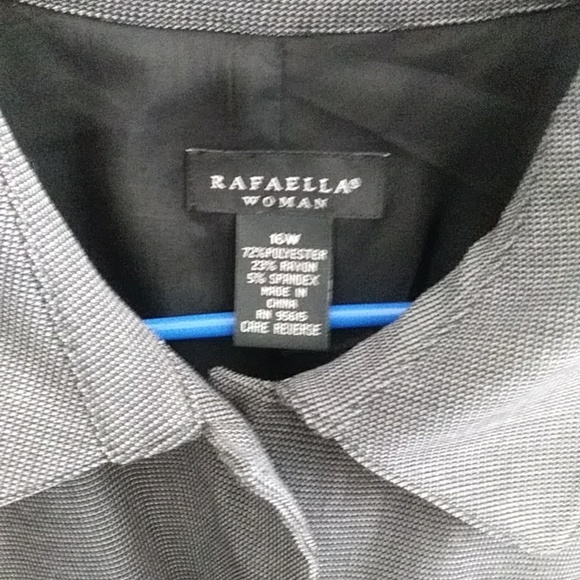 RAFAELLA®
WOMAN
16W
72% POLYESTER
23% RAYON
5% SPANDEX
MADE IN
CHINA
RN 95615
CARE REVERSE